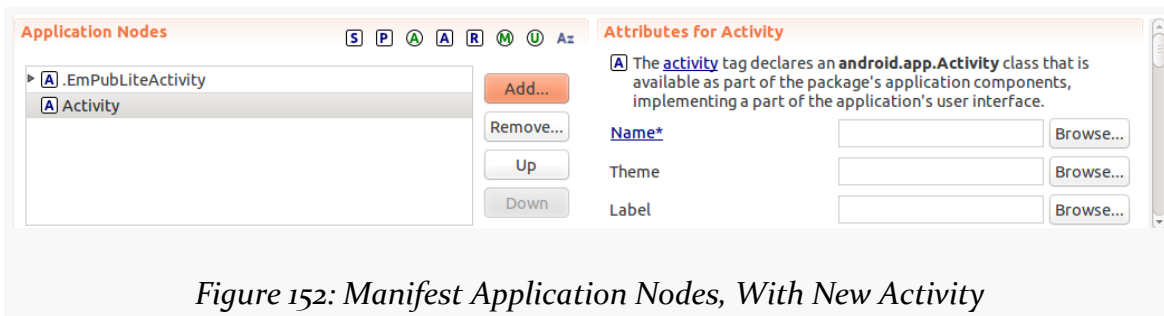 Application Nodes
S P A A R M U Az
A .EmPubLiteActivity
A Activity
Add...
Remove...
Up
Down
Attributes for Activity
A The activity tag declares an android.app.Activity class that is
available as part of the package's application components,
implementing a part of the application's user interface.
Name* Browse...
Theme Browse...
Label Browse...
Figure 152: Manifest Application Nodes, With New Activity